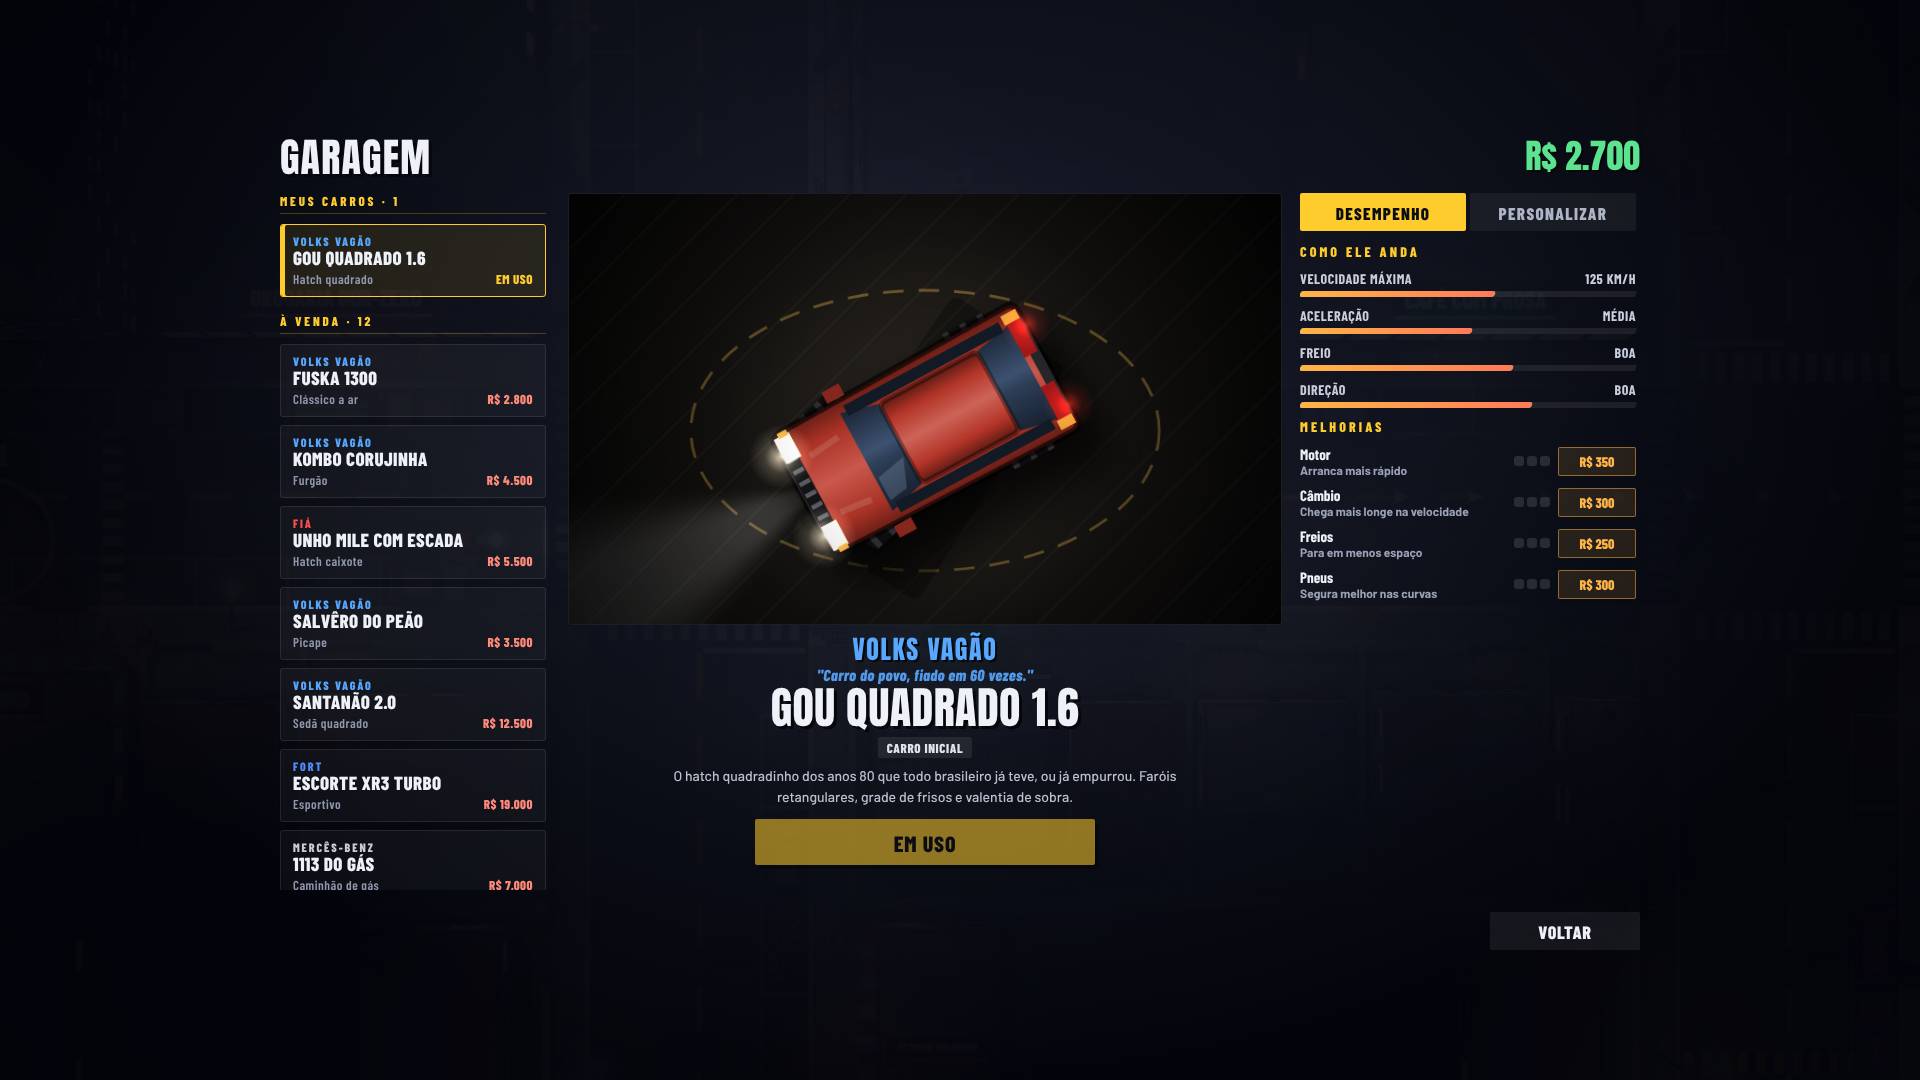 GARAGEM
R$ 2.700
MEUS CARROS · 1
VOLKS VAGÃO
GOU QUADRADO 1.6
Hatch quadrado
EM USO
À VENDA · 12
VOLKS VAGÃO
FUSKA 1300
Clássico a ar
R$ 2.800
VOLKS VAGÃO
KOMBO CORUJINHA
Furgão
R$ 4.500
FIÁ
UNHO MILE COM ESCADA
Hatch caixote
R$ 5.500
VOLKS VAGÃO
SALVÊRO DO PEÃO
Picape
R$ 3.500
VOLKS VAGÃO
SANTANÃO 2.0
Sedã quadrado
R$ 12.500
FORT
ESCORTE XR3 TURBO
Esportivo
R$ 19.000
MERCÊS-BENZ
1113 DO GÁS
Caminhão de gás
R$ 7.000
VOLKS VAGÃO
"Carro do povo, fiado em 60 vezes."
GOU QUADRADO 1.6
CARRO INICIAL
O hatch quadradinho dos anos 80 que todo brasileiro já teve, ou já empurrou. Faróis
retangulares, grade de frisos e valentia de sobra.
EM USO
DESEMPENHO
PERSONALIZAR
COMO ELE ANDA
VELOCIDADE MÁXIMA
125 KM/H
ACELERAÇÃO
MÉDIA
FREIO
BOA
DIREÇÃO
BOA
MELHORIAS
Motor
Arranca mais rápido
R$ 350
Câmbio
Chega mais longe na velocidade
R$ 300
Freios
Para em menos espaço
R$ 250
Pneus
Segura melhor nas curvas
R$ 300
VOLTAR